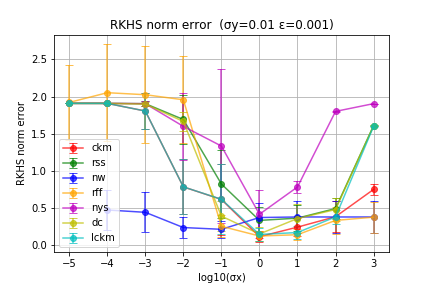 RKHS norm error (σy=0.01 ε=0.001)
RKHS norm error
2.5
2.0
1.5
1.0
0.5
0.0
ckm
rss
nw
rff
nys
dc
lckm
−5 −4 −3 −2 −1 0 1 2 3
log10(σx)